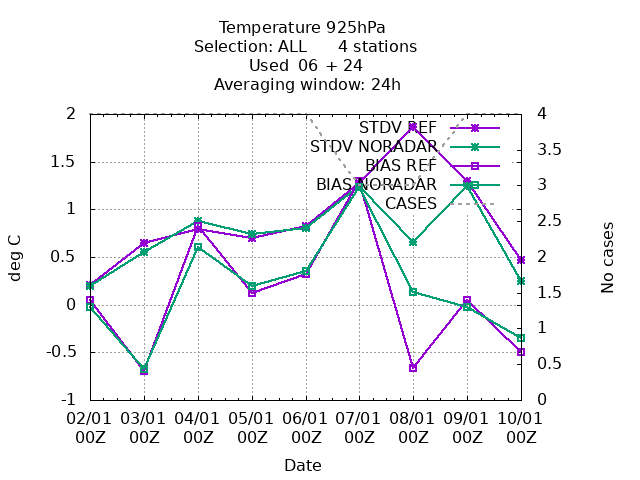 Temperature 925hPa
Selection: ALL 4 stations
Used 06 + 24
Averaging window: 24h
STDV REF
STDV NORADAR
BIAS REF
BIAS NORADAR
CASES
2
1.5
1
0.5
0
-0.5
-1
deg C
4
3.5
3
2.5
2
1.5
1
0.5
0
No cases
02/01 03/01 04/01 05/01 06/01 07/01 08/01 09/01 10/01
00Z 00Z 00Z 00Z 00Z 00Z 00Z 00Z 00Z
Date